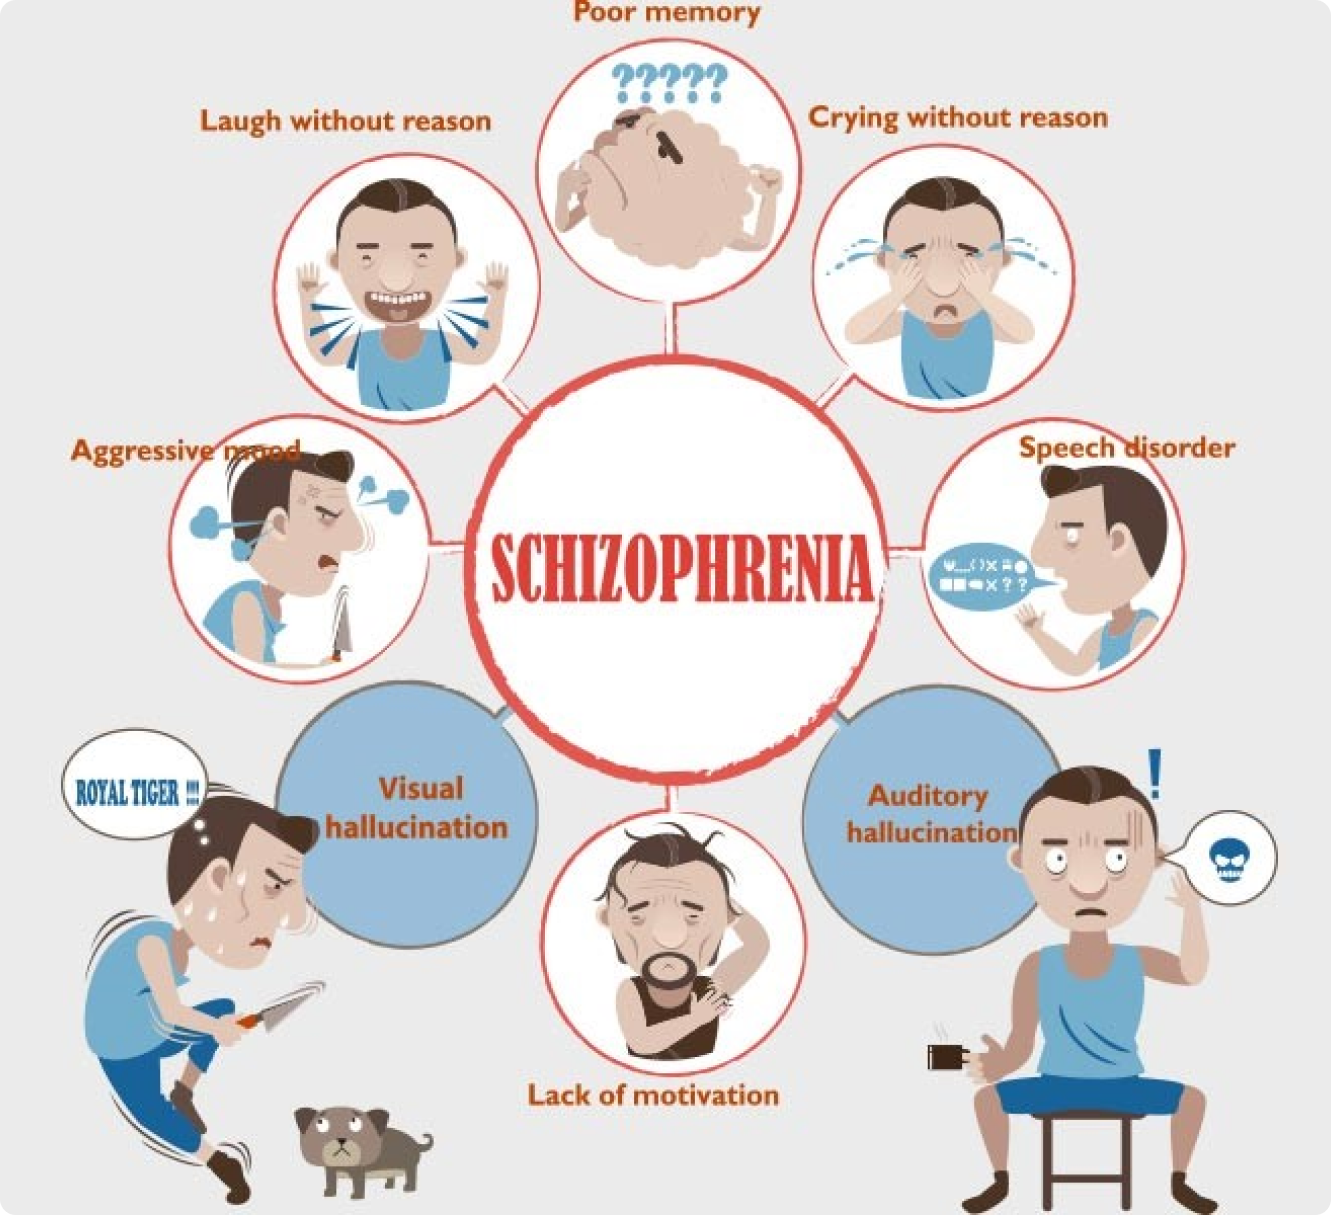 Poor memory
?????
Laugh without reason
Crying without reason
Aggressive mood
Speech disorder
SCHIZOPHRENIA
ROYAL TIGER !!!
Visual
hallucination
Auditory
hallucination
!
Lack of motivation